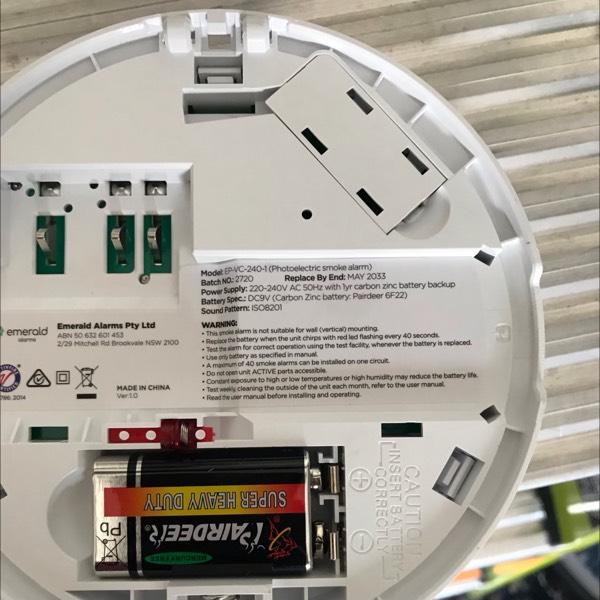 Model: EP-VC-240-1 (Photoelectric smoke alarm)
Batch NO.: 2720 Replace By End: MAY 2033
Power Supply: 220-240V AC 50Hz with 1yr carbon zinc battery backup
Battery Spec.: DC9V (Carbon Zinc battery: Pairdeer 6F22)
Sound Pattern: ISO8201
WARNING:
• This smoke alarm is not suitable for wall (vertical) mounting.
• Replace the battery when the unit chirps with red led flashing every 40 seconds.
• Test the alarm for correct operation using the test facility, whenever the battery is replaced.
• Use only battery as specified in manual.
• A maximum of 40 smoke alarms can be installed on one circuit.
• Do not open unit ACTIVE parts accessible.
• Constant exposure to high or low temperatures or high humidity may reduce the battery life.
• Test weekly, cleaning the outside of unit each month, refer to the user manual.
• Read the user manual before installing and operating.
emerald
alarms
Emerald Alarms Pty Ltd
ABN 50 632 601 453
2/29 Mitchell Rd Brookvale NSW 2100
786: 2014
MADE IN CHINA
Ver:1.0
SUPER HEAVY DUTY
PAIRDEER
MERCURY FREE
Pb
CAUTION
INSERT BATTERY
CORRECTLY